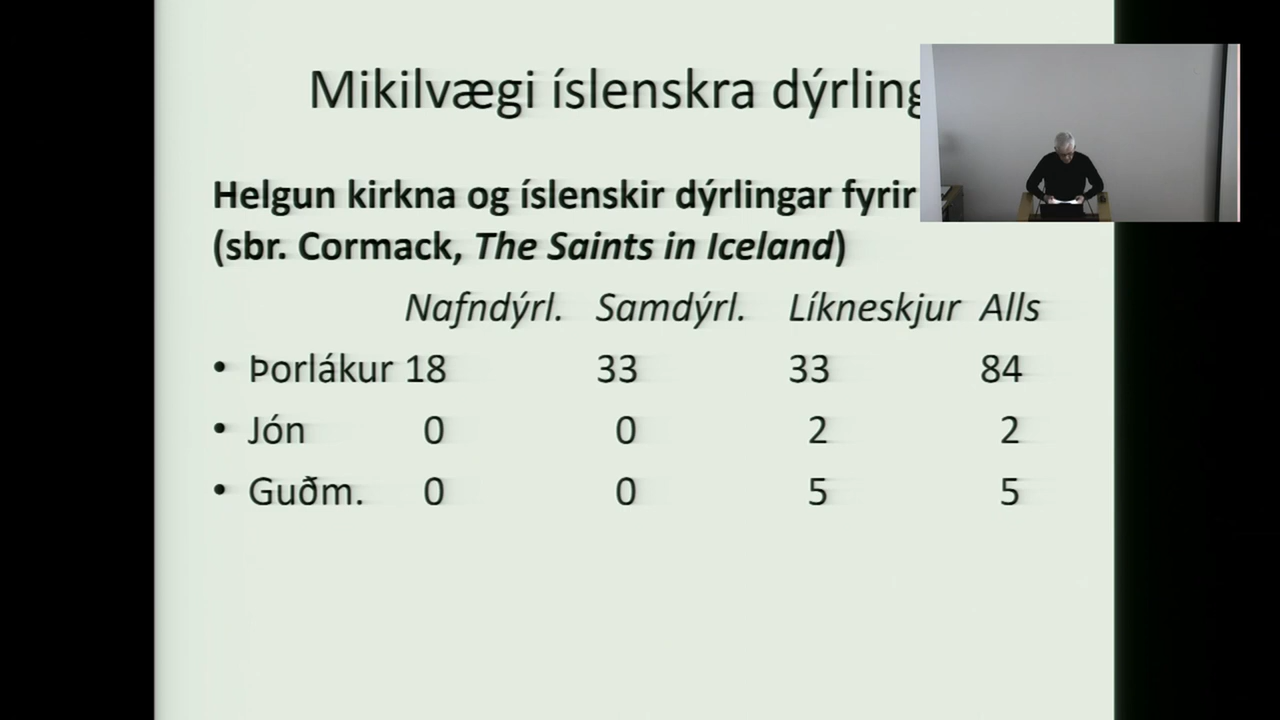 Mikilvægi íslenskra
Helgun kirkna og íslenskir dýrlingar fyrir
(sbr. Cormack, The Saints in Iceland)
Nafndýrl. Samdýrl. Líkneskjur Alls
• Þorlákur 18 33 33 84
• Jón 0 0 2 2
• Guðm. 0 0 5 5